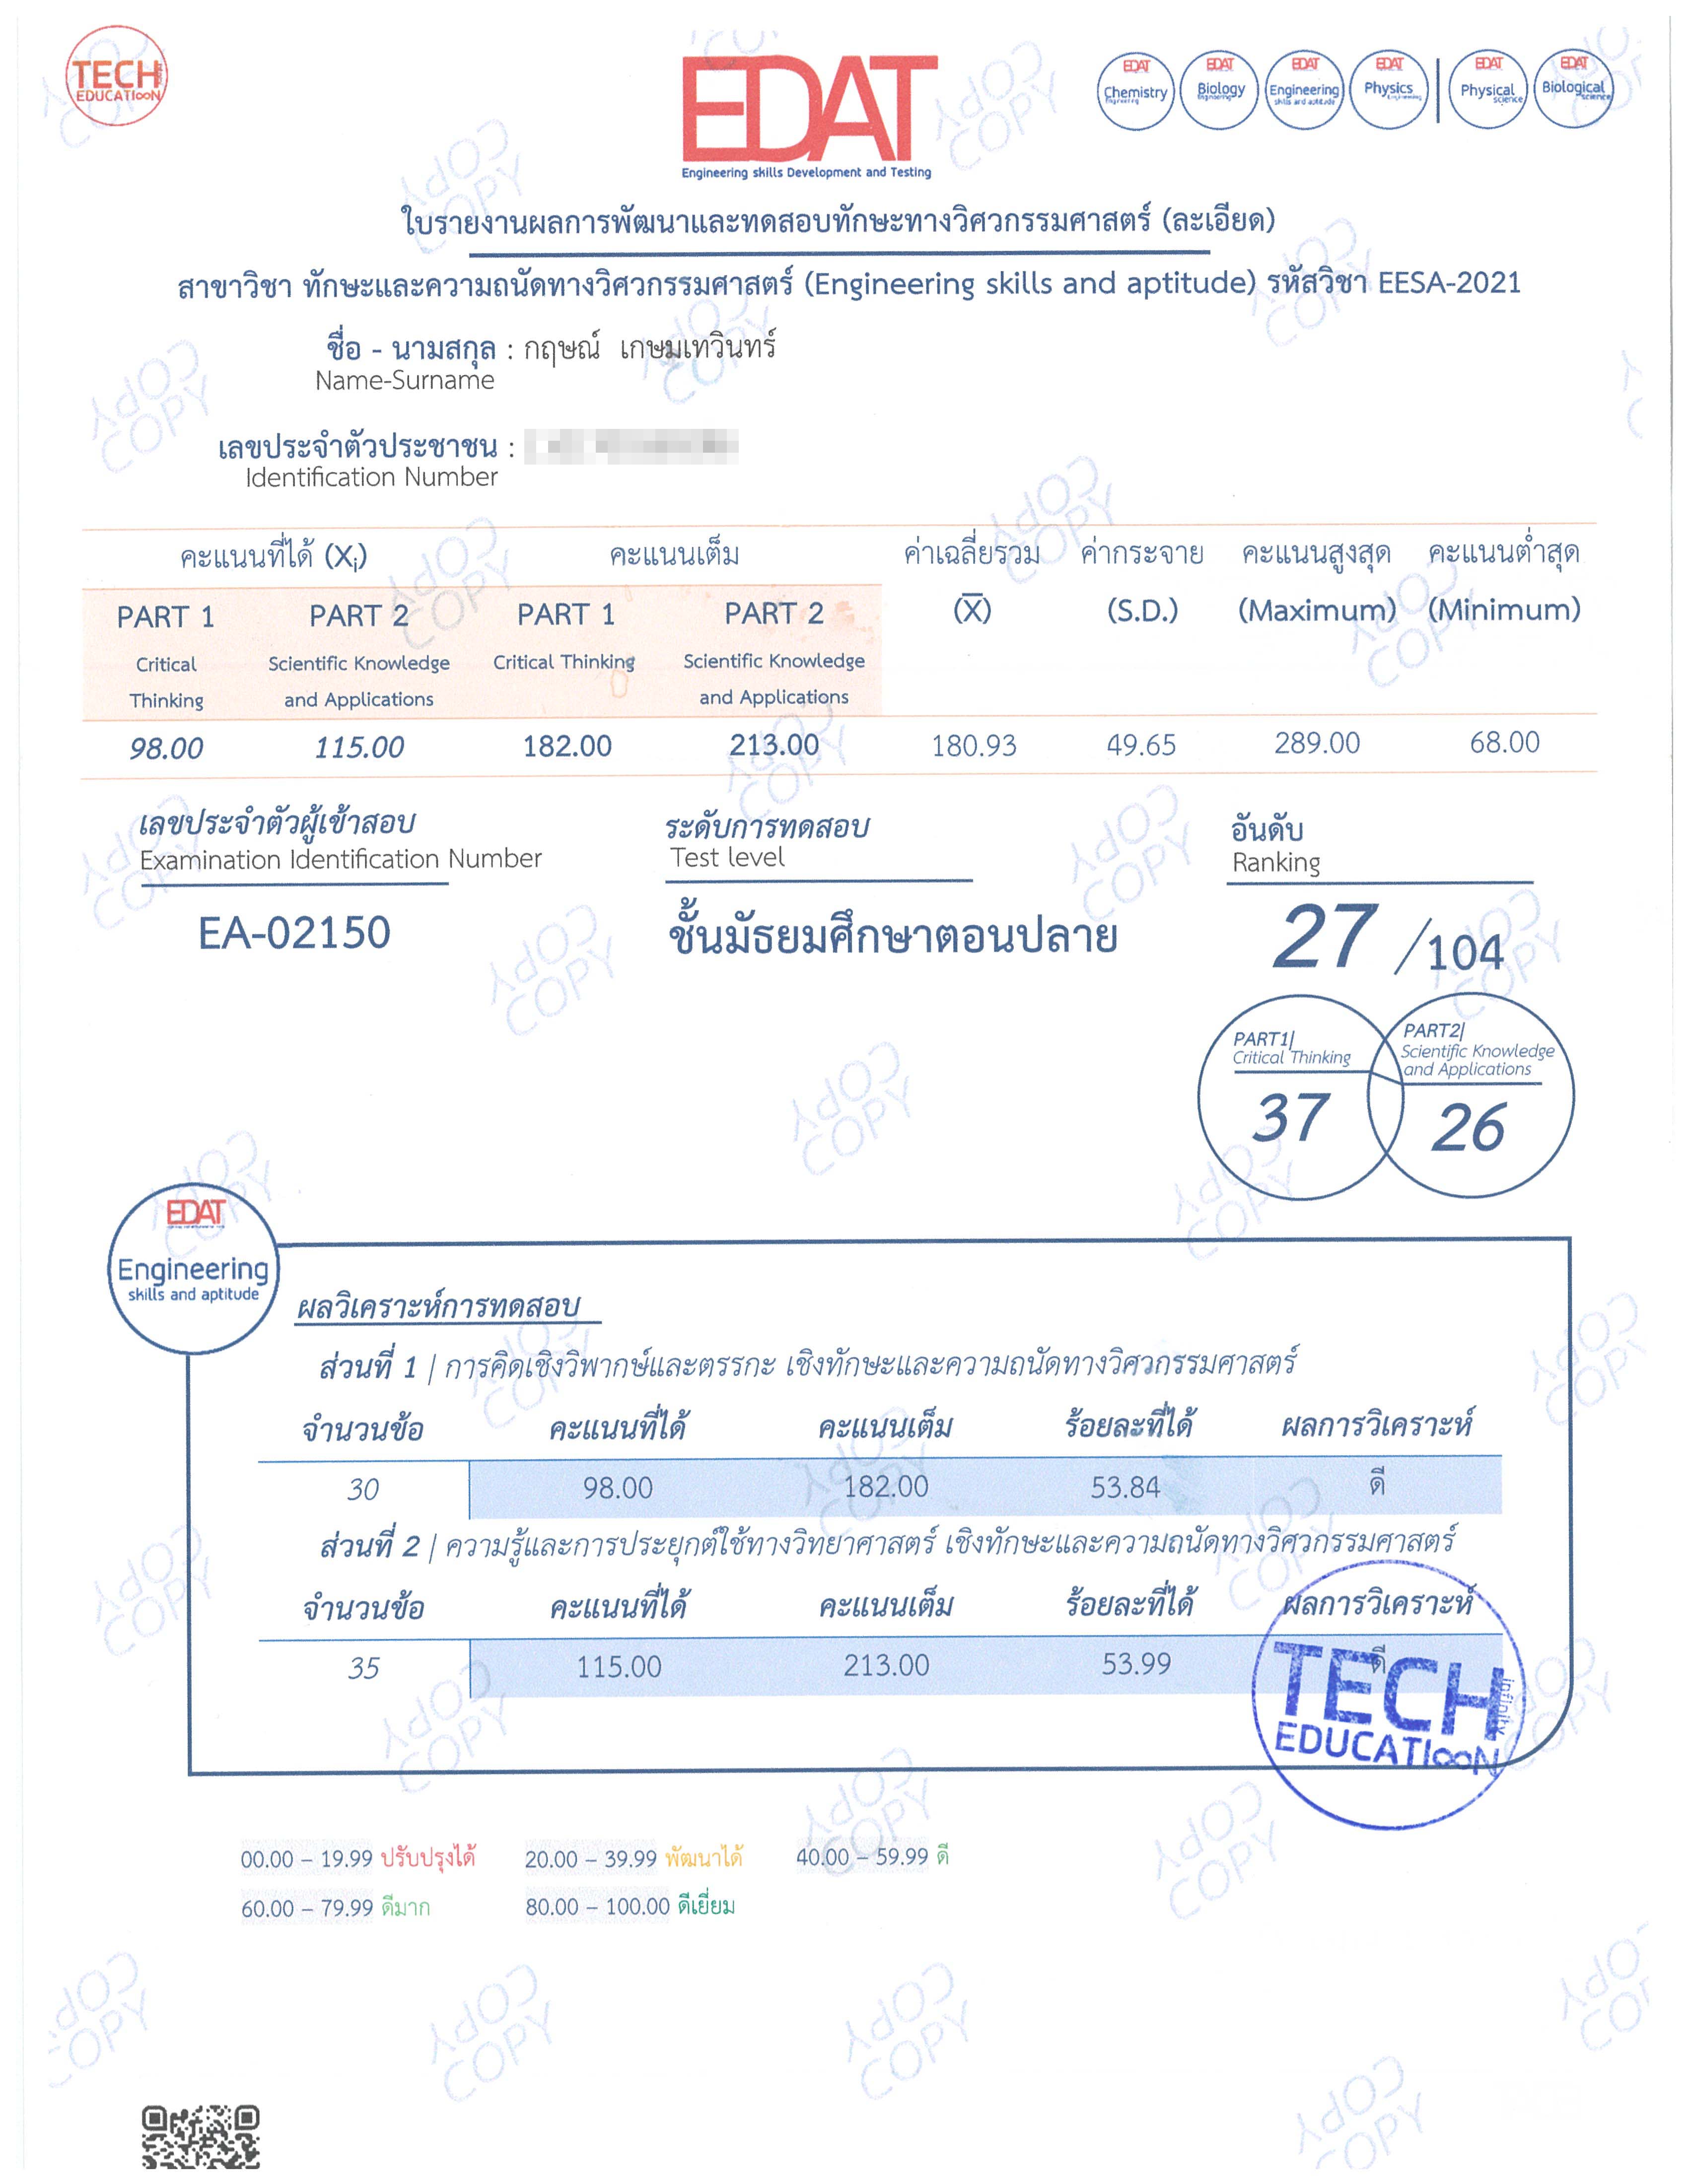 TECH infinity
EDUCATIOON
EDAT
Engineering skills Development and Testing
EDAT Chemistry Engineering
EDAT Biology Engineering
EDAT Engineering skills and aptitude
EDAT Physics Engineering
EDAT Physical science
EDAT Biological science
ใบรายงานผลการพัฒนาและทดสอบทักษะทางวิศวกรรมศาสตร์ (ละเอียด)
สาขาวิชา ทักษะและความถนัดทางวิศวกรรมศาสตร์ (Engineering skills and aptitude) รหัสวิชา EESA-2021
ชื่อ - นามสกุล : กฤษณ์ เกษมเทวินทร์
Name-Surname
เลขประจำตัวประชาชน :
Identification Number
คะแนนที่ได้ (Xi) คะแนนเต็ม ค่าเฉลี่ยรวม ค่ากระจาย คะแนนสูงสุด คะแนนต่ำสุด
PART 1 PART 2 PART 1 PART 2 (X̅) (S.D.) (Maximum) (Minimum)
Critical Scientific Knowledge Critical Thinking Scientific Knowledge
Thinking and Applications and Applications
98.00 115.00 182.00 213.00 180.93 49.65 289.00 68.00
เลขประจำตัวผู้เข้าสอบ ระดับการทดสอบ อันดับ
Examination Identification Number Test level Ranking
EA-02150 ชั้นมัธยมศึกษาตอนปลาย 27 /104
PART1| PART2|
Critical Thinking Scientific Knowledge
and Applications
37 26
EDAT
Engineering
skills and aptitude
ผลวิเคราะห์การทดสอบ
ส่วนที่ 1 | การคิดเชิงวิพากษ์และตรรกะ เชิงทักษะและความถนัดทางวิศวกรรมศาสตร์
จำนวนข้อ คะแนนที่ได้ คะแนนเต็ม ร้อยละที่ได้ ผลการวิเคราะห์
30 98.00 182.00 53.84 ดี
ส่วนที่ 2 | ความรู้และการประยุกต์ใช้ทางวิทยาศาสตร์ เชิงทักษะและความถนัดทางวิศวกรรมศาสตร์
จำนวนข้อ คะแนนที่ได้ คะแนนเต็ม ร้อยละที่ได้ ผลการวิเคราะห์
35 115.00 213.00 53.99 ดี
TECH infinity
EDUCATIOON
00.00 – 19.99 ปรับปรุงได้ 20.00 – 39.99 พัฒนาได้ 40.00 – 59.99 ดี
60.00 – 79.99 ดีมาก 80.00 – 100.00 ดีเยี่ยม
COPY